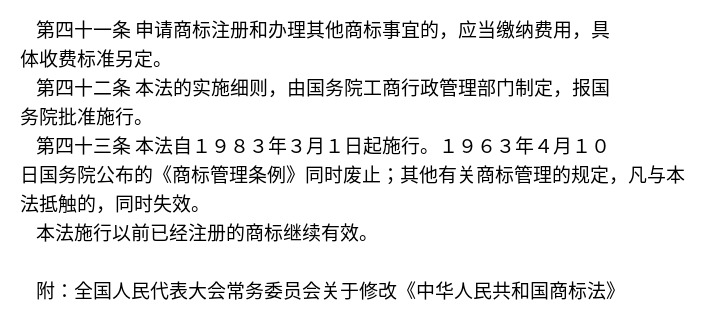 第四十一条 申请商标注册和办理其他商标事宜的，应当缴纳费用，具
体收费标准另定。
第四十二条 本法的实施细则，由国务院工商行政管理部门制定，报国
务院批准施行。
第四十三条 本法自１９８３年３月１日起施行。１９６３年４月１０
日国务院公布的《商标管理条例》同时废止；其他有关商标管理的规定，凡与本
法抵触的，同时失效。
本法施行以前已经注册的商标继续有效。
附：全国人民代表大会常务委员会关于修改《中华人民共和国商标法》